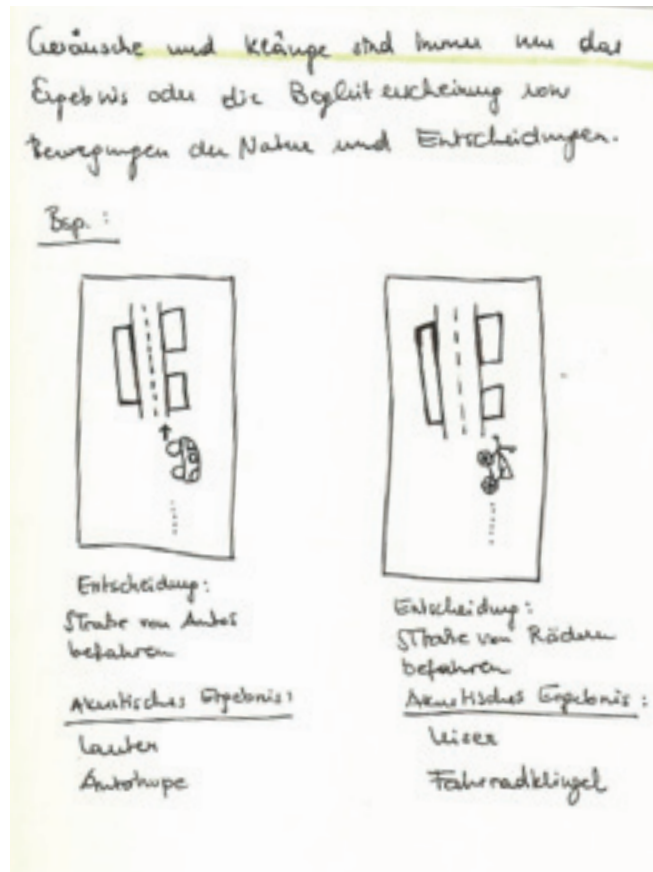 Geräusche und Klänge sind immer nur das
Ergebnis oder die Begleiterscheinung von
Bewegungen der Natur und Entscheidungen.
Bsp.:
Entscheidung:
Straße von Autos
befahren
Akustisches Ergebnis:
lauter
Autohupe
Entscheidung:
Straße von Rädern
befahren
Akustisches Ergebnis:
leiser
Fahrradklingel